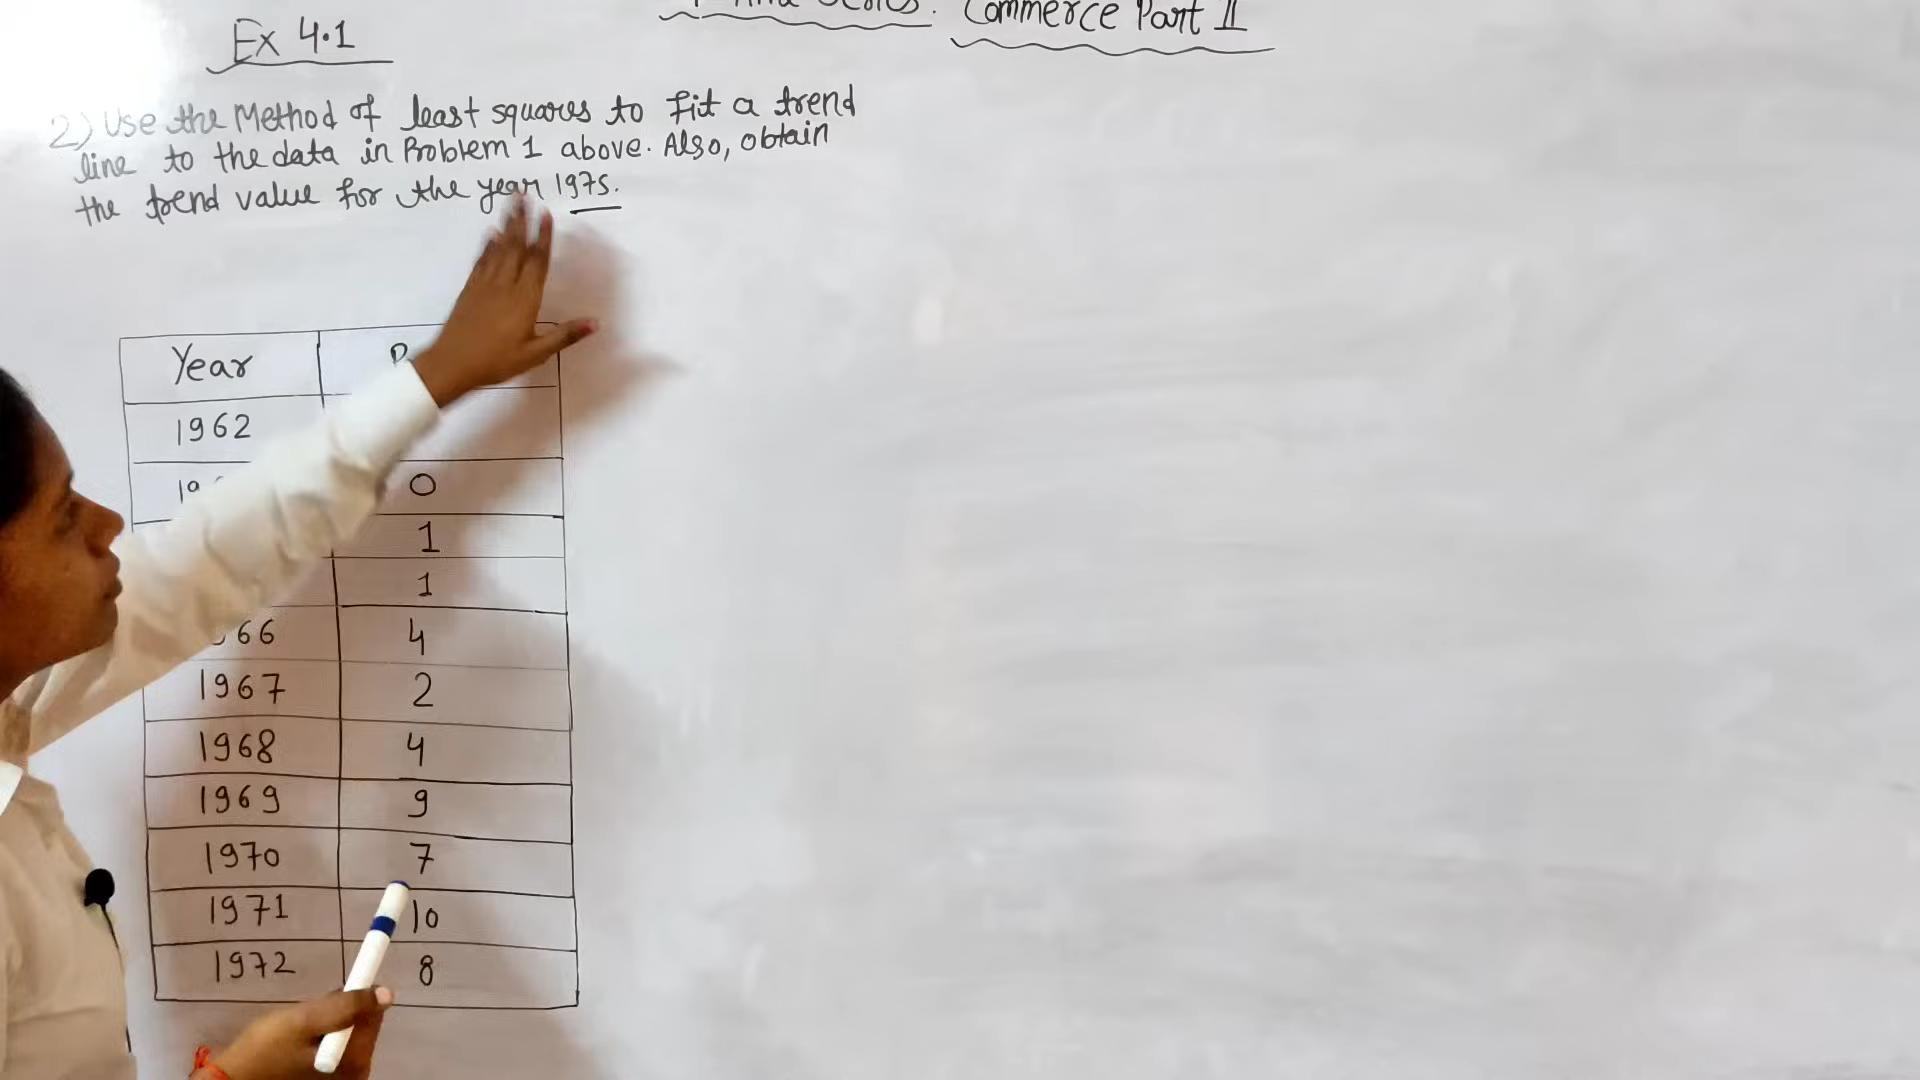 Commerce Part II
Ex 4.1
2) Use the Method of least squares to fit a trend
line to the data in Problem 1 above. Also, obtain
the trend value for the year 1975.
Year
1962
0
1
1
66 4
1967 2
1968 4
1969 9
1970 7
1971 10
1972 8